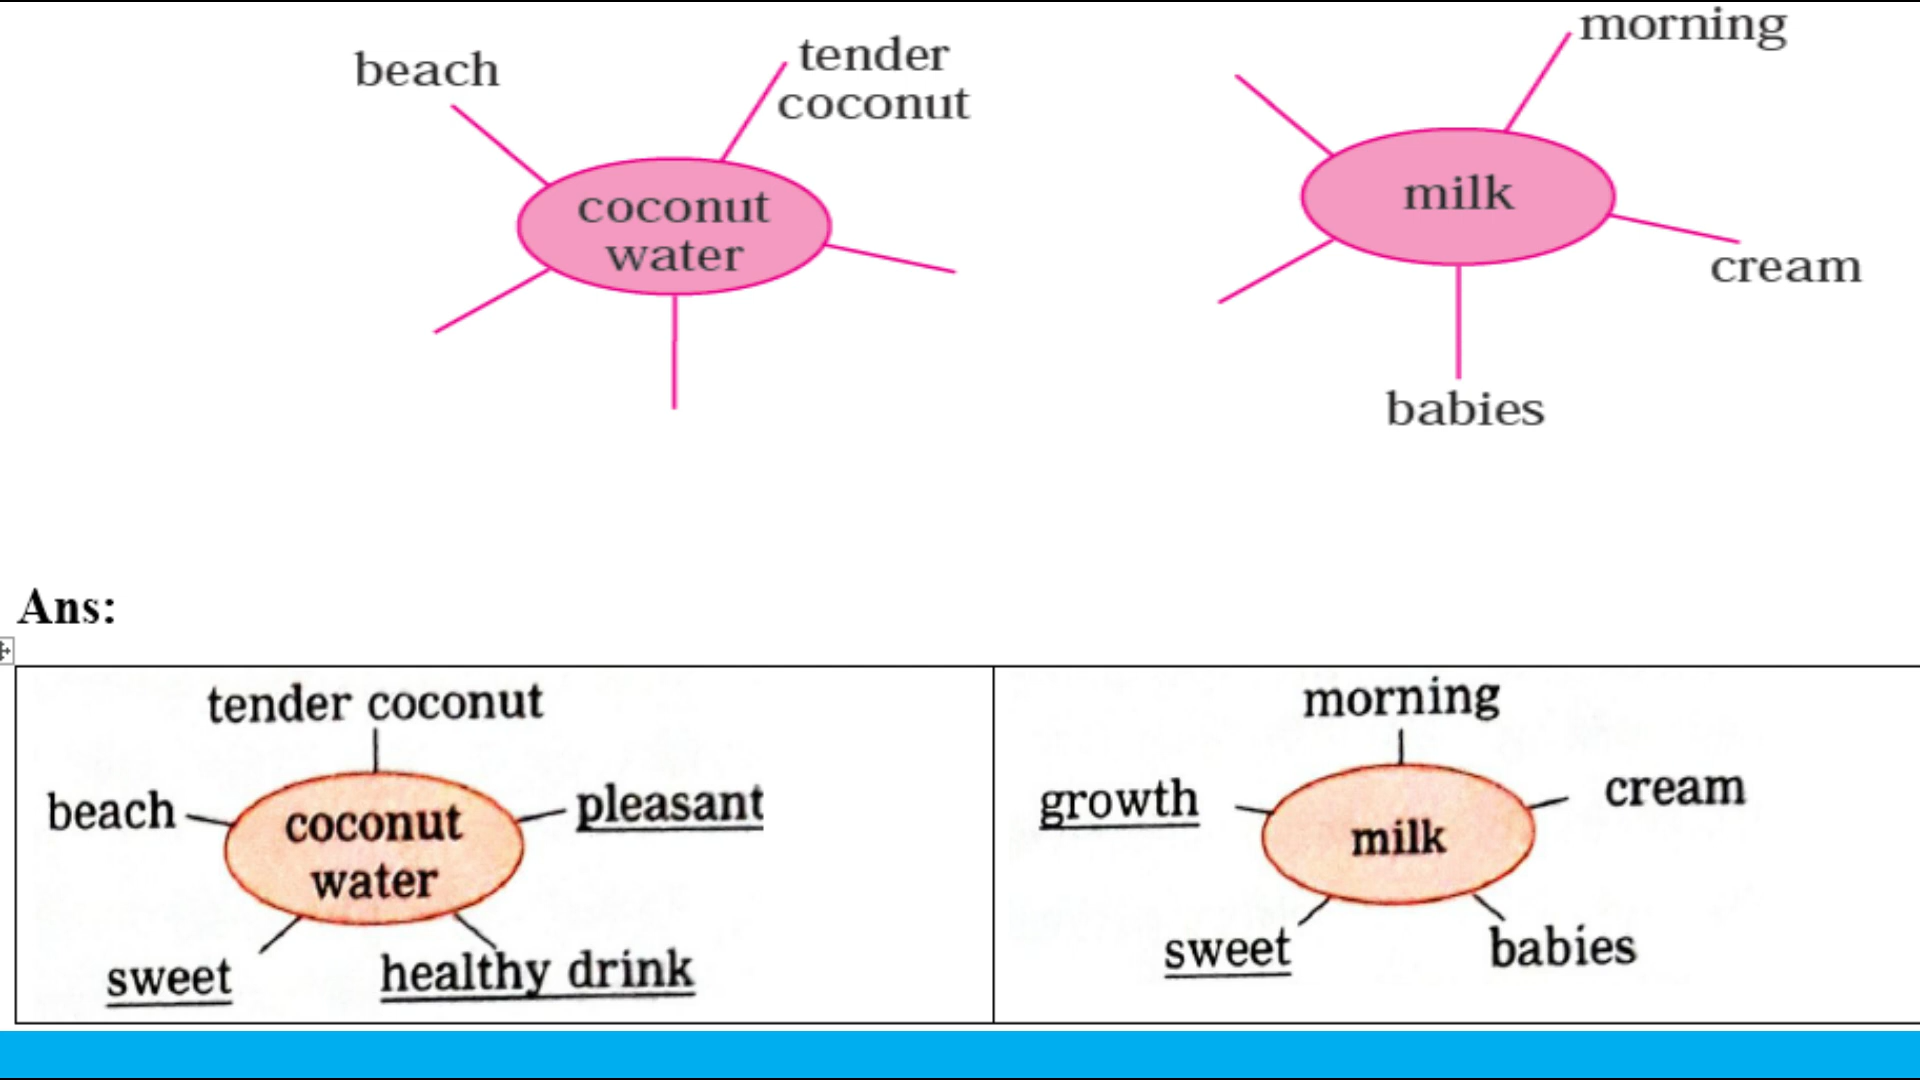 beach
tender
coconut
coconut
water
morning
milk
cream
babies
Ans:
tender coconut
beach
coconut
water
pleasant
sweet
healthy drink
morning
growth
cream
milk
sweet
babies